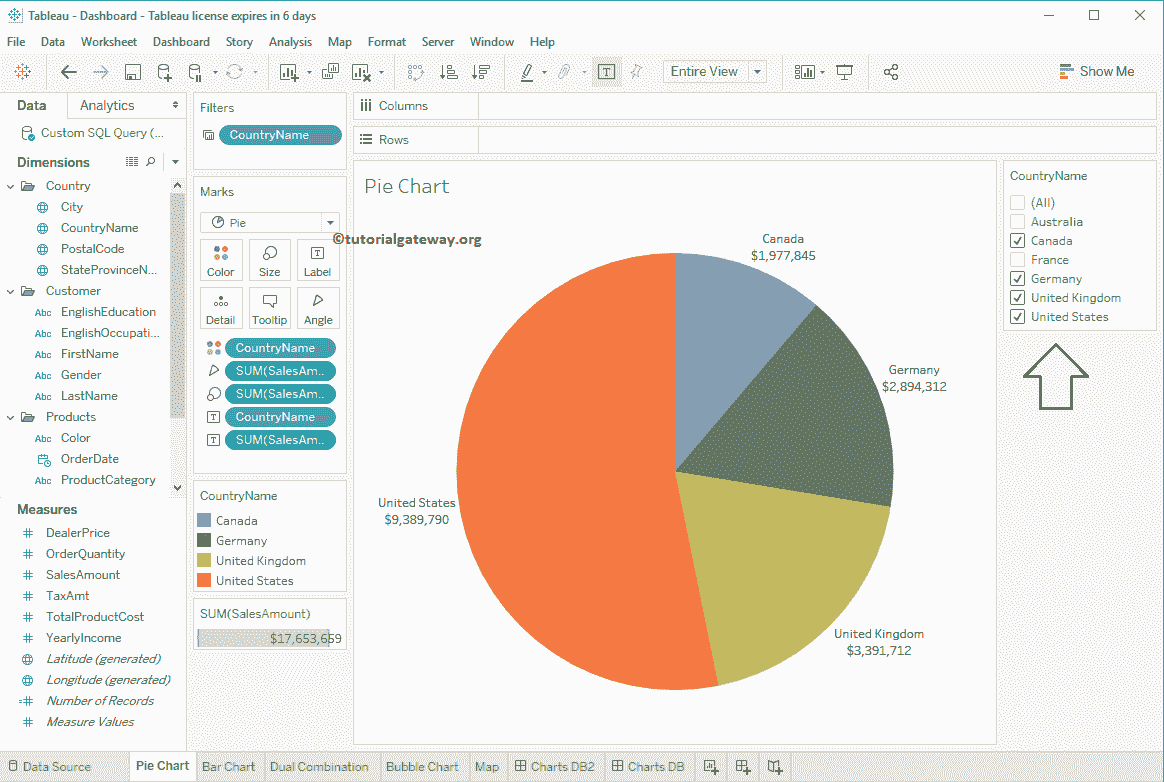 Tableau - Dashboard - Tableau license expires in 6 days
File Data Worksheet Dashboard Story Analysis Map Format Server Window Help
Entire View
Show Me
Data Analytics
Custom SQL Query (...
Dimensions
Country
City
CountryName
PostalCode
StateProvinceN...
Customer
Abc EnglishEducation
Abc EnglishOccupati...
Abc FirstName
Abc Gender
Abc LastName
Products
Abc Color
OrderDate
Abc ProductCategory
Measures
# DealerPrice
# OrderQuantity
# SalesAmount
# TaxAmt
# TotalProductCost
# YearlyIncome
Latitude (generated)
Longitude (generated)
=# Number of Records
# Measure Values
Filters
CountryName
Marks
Pie
Color Size Label
Detail Tooltip Angle
CountryName
SUM(SalesAm..
SUM(SalesAm..
CountryName
SUM(SalesAm..
CountryName
Canada
Germany
United Kingdom
United States
SUM(SalesAmount)
$17,653,659
Columns
Rows
Pie Chart
©tutorialgateway.org
Canada
$1,977,845
Germany
$2,894,312
United States
$9,389,790
United Kingdom
$3,391,712
CountryName
(All)
Australia
Canada
France
Germany
United Kingdom
United States
Data Source Pie Chart Bar Chart Dual Combination Bubble Chart Map Charts DB2 Charts DB